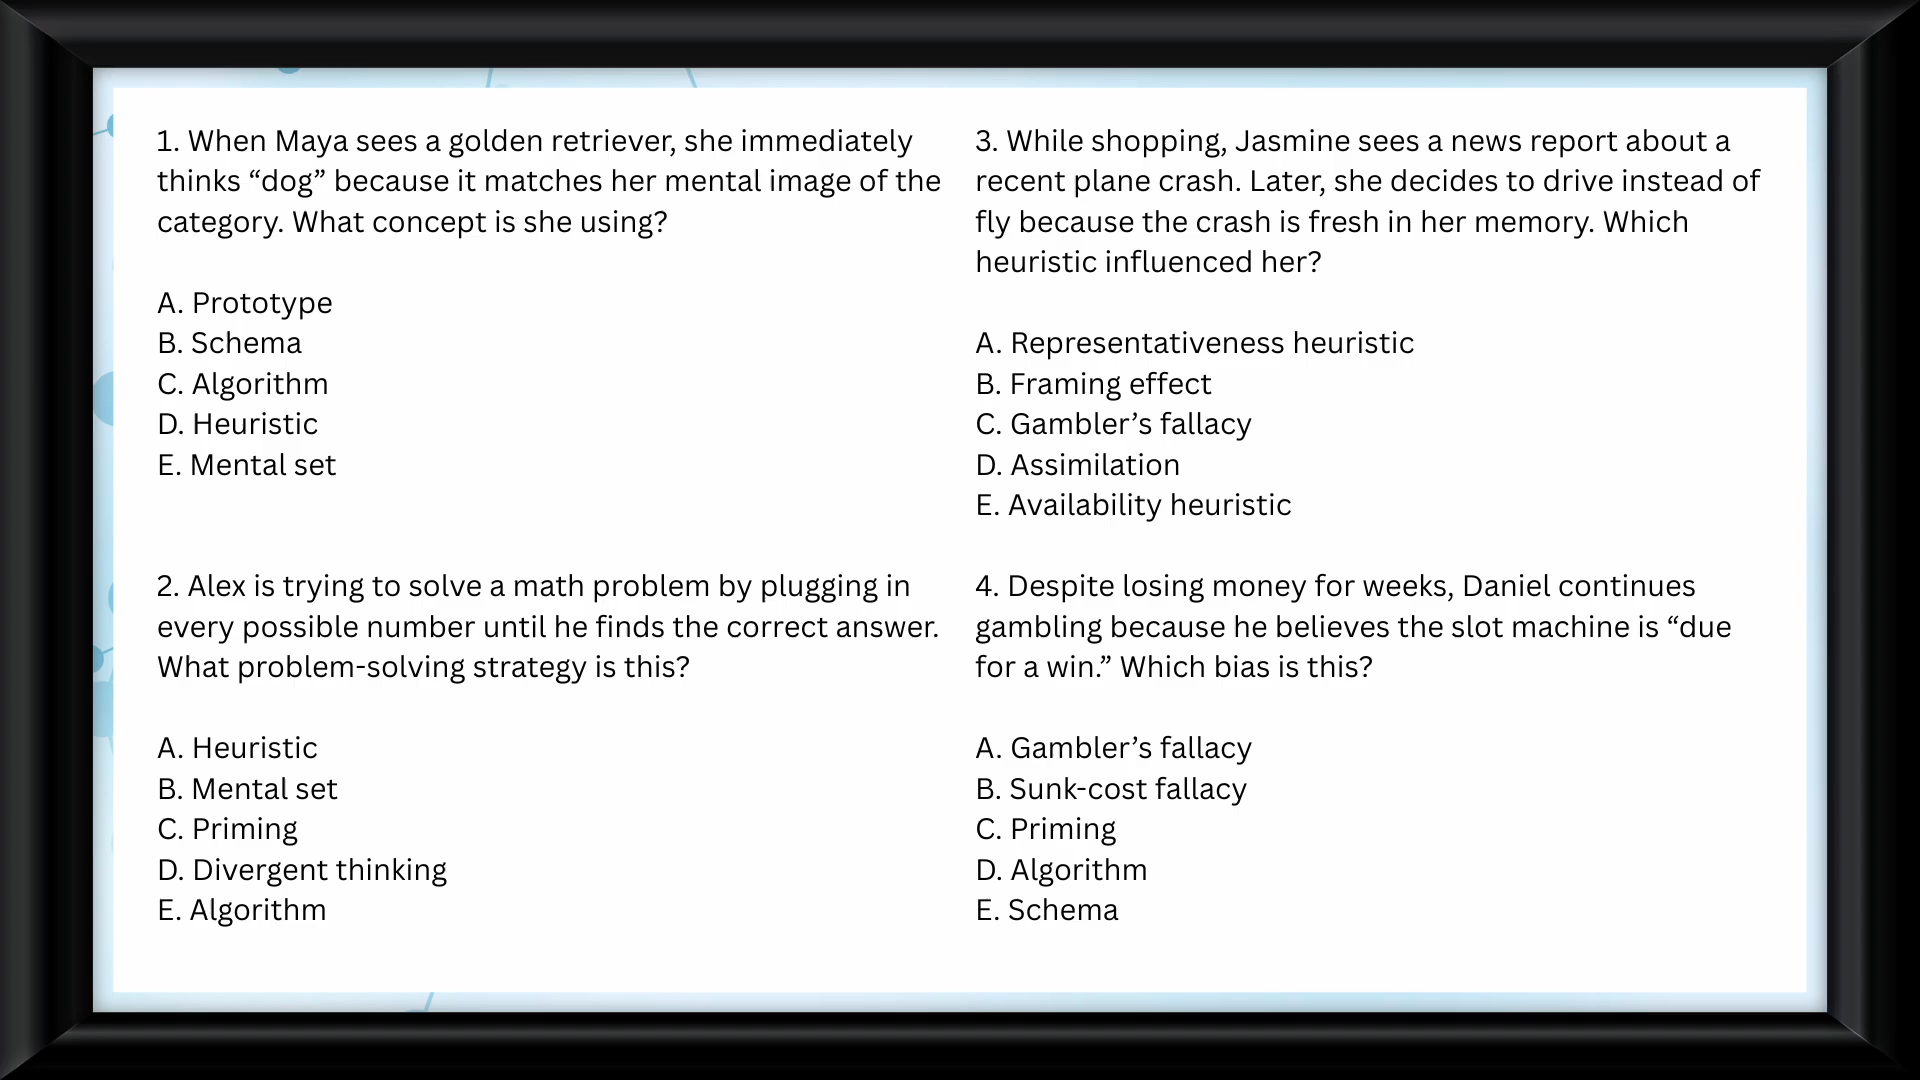 1. When Maya sees a golden retriever, she immediately
thinks “dog” because it matches her mental image of the
category. What concept is she using?
A. Prototype
B. Schema
C. Algorithm
D. Heuristic
E. Mental set
2. Alex is trying to solve a math problem by plugging in
every possible number until he finds the correct answer.
What problem-solving strategy is this?
A. Heuristic
B. Mental set
C. Priming
D. Divergent thinking
E. Algorithm
3. While shopping, Jasmine sees a news report about a
recent plane crash. Later, she decides to drive instead of
fly because the crash is fresh in her memory. Which
heuristic influenced her?
A. Representativeness heuristic
B. Framing effect
C. Gambler’s fallacy
D. Assimilation
E. Availability heuristic
4. Despite losing money for weeks, Daniel continues
gambling because he believes the slot machine is “due
for a win.” Which bias is this?
A. Gambler’s fallacy
B. Sunk-cost fallacy
C. Priming
D. Algorithm
E. Schema